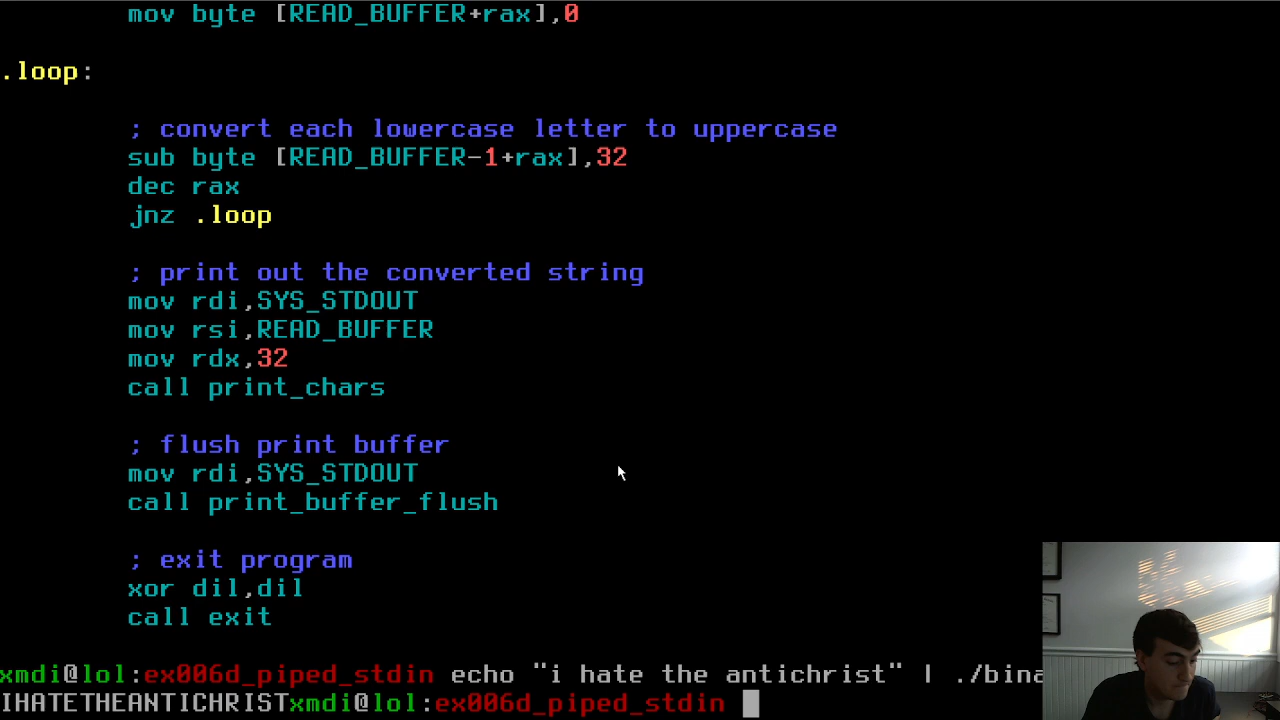 mov byte [READ_BUFFER+rax],0
.loop:
; convert each lowercase letter to uppercase
sub byte [READ_BUFFER-1+rax],32
dec rax
jnz .loop
; print out the converted string
mov rdi,SYS_STDOUT
mov rsi,READ_BUFFER
mov rdx,32
call print_chars
; flush print buffer
mov rdi,SYS_STDOUT
call print_buffer_flush
; exit program
xor dil,dil
call exit
xmdi@lol:ex006d_piped_stdin echo "i hate the antichrist" | ./bina
IHATETHEANTICHRISTxmdi@lol:ex006d_piped_stdin